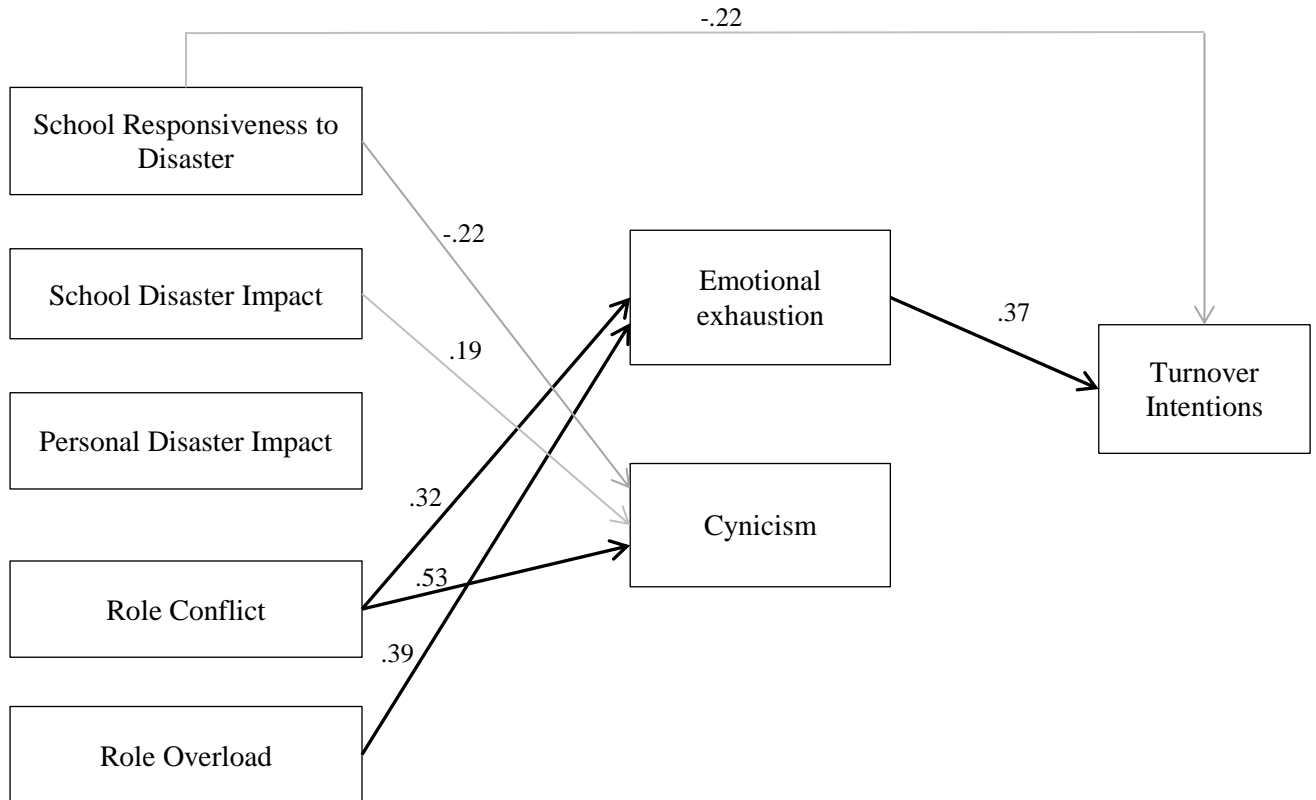 -.22
School Responsiveness to
Disaster
-.22
School Disaster Impact
.19
Personal Disaster Impact
.32
Role Conflict
.53
.39
Role Overload
Emotional
exhaustion
.37
Cynicism
Turnover
Intentions